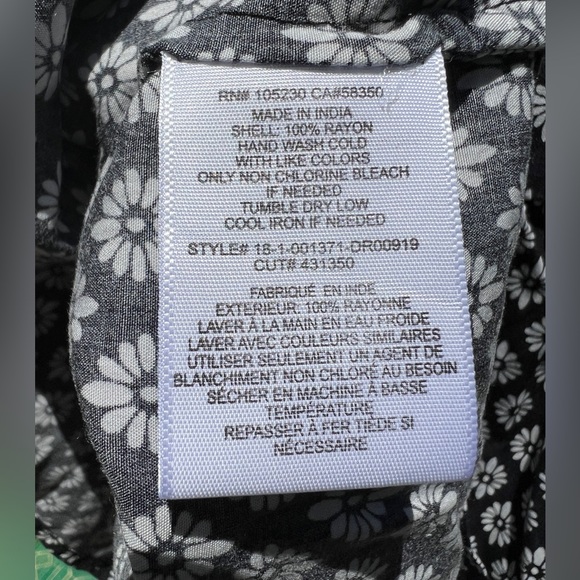 RN# 105230 CA#58350
MADE IN INDIA
SHELL: 100% RAYON
HAND WASH COLD
WITH LIKE COLORS
ONLY NON CHLORINE BLEACH
IF NEEDED
TUMBLE DRY LOW
COOL IRON IF NEEDED
STYLE# 18-1-001371-DR00919
CUT# 431350
FABRIQUÉ EN INDE
EXTERIEUR: 100% RAYONNE
LAVER À LA MAIN EN EAU FROIDE
LAVER AVEC COULEURS SIMILAIRES
UTILISER SEULEMENT UN AGENT DE
BLANCHIMENT NON CHLORÉ AU BESOIN
SÉCHER EN MACHINE À BASSE
TEMPÉRATURE
REPASSER À FER TIÈDE SI
NÉCESSAIRE